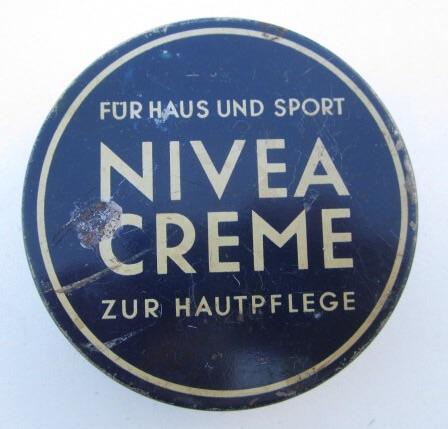 FÜR HAUS UND SPORT
NIVEA
CREME
ZUR HAUTPFLEGE